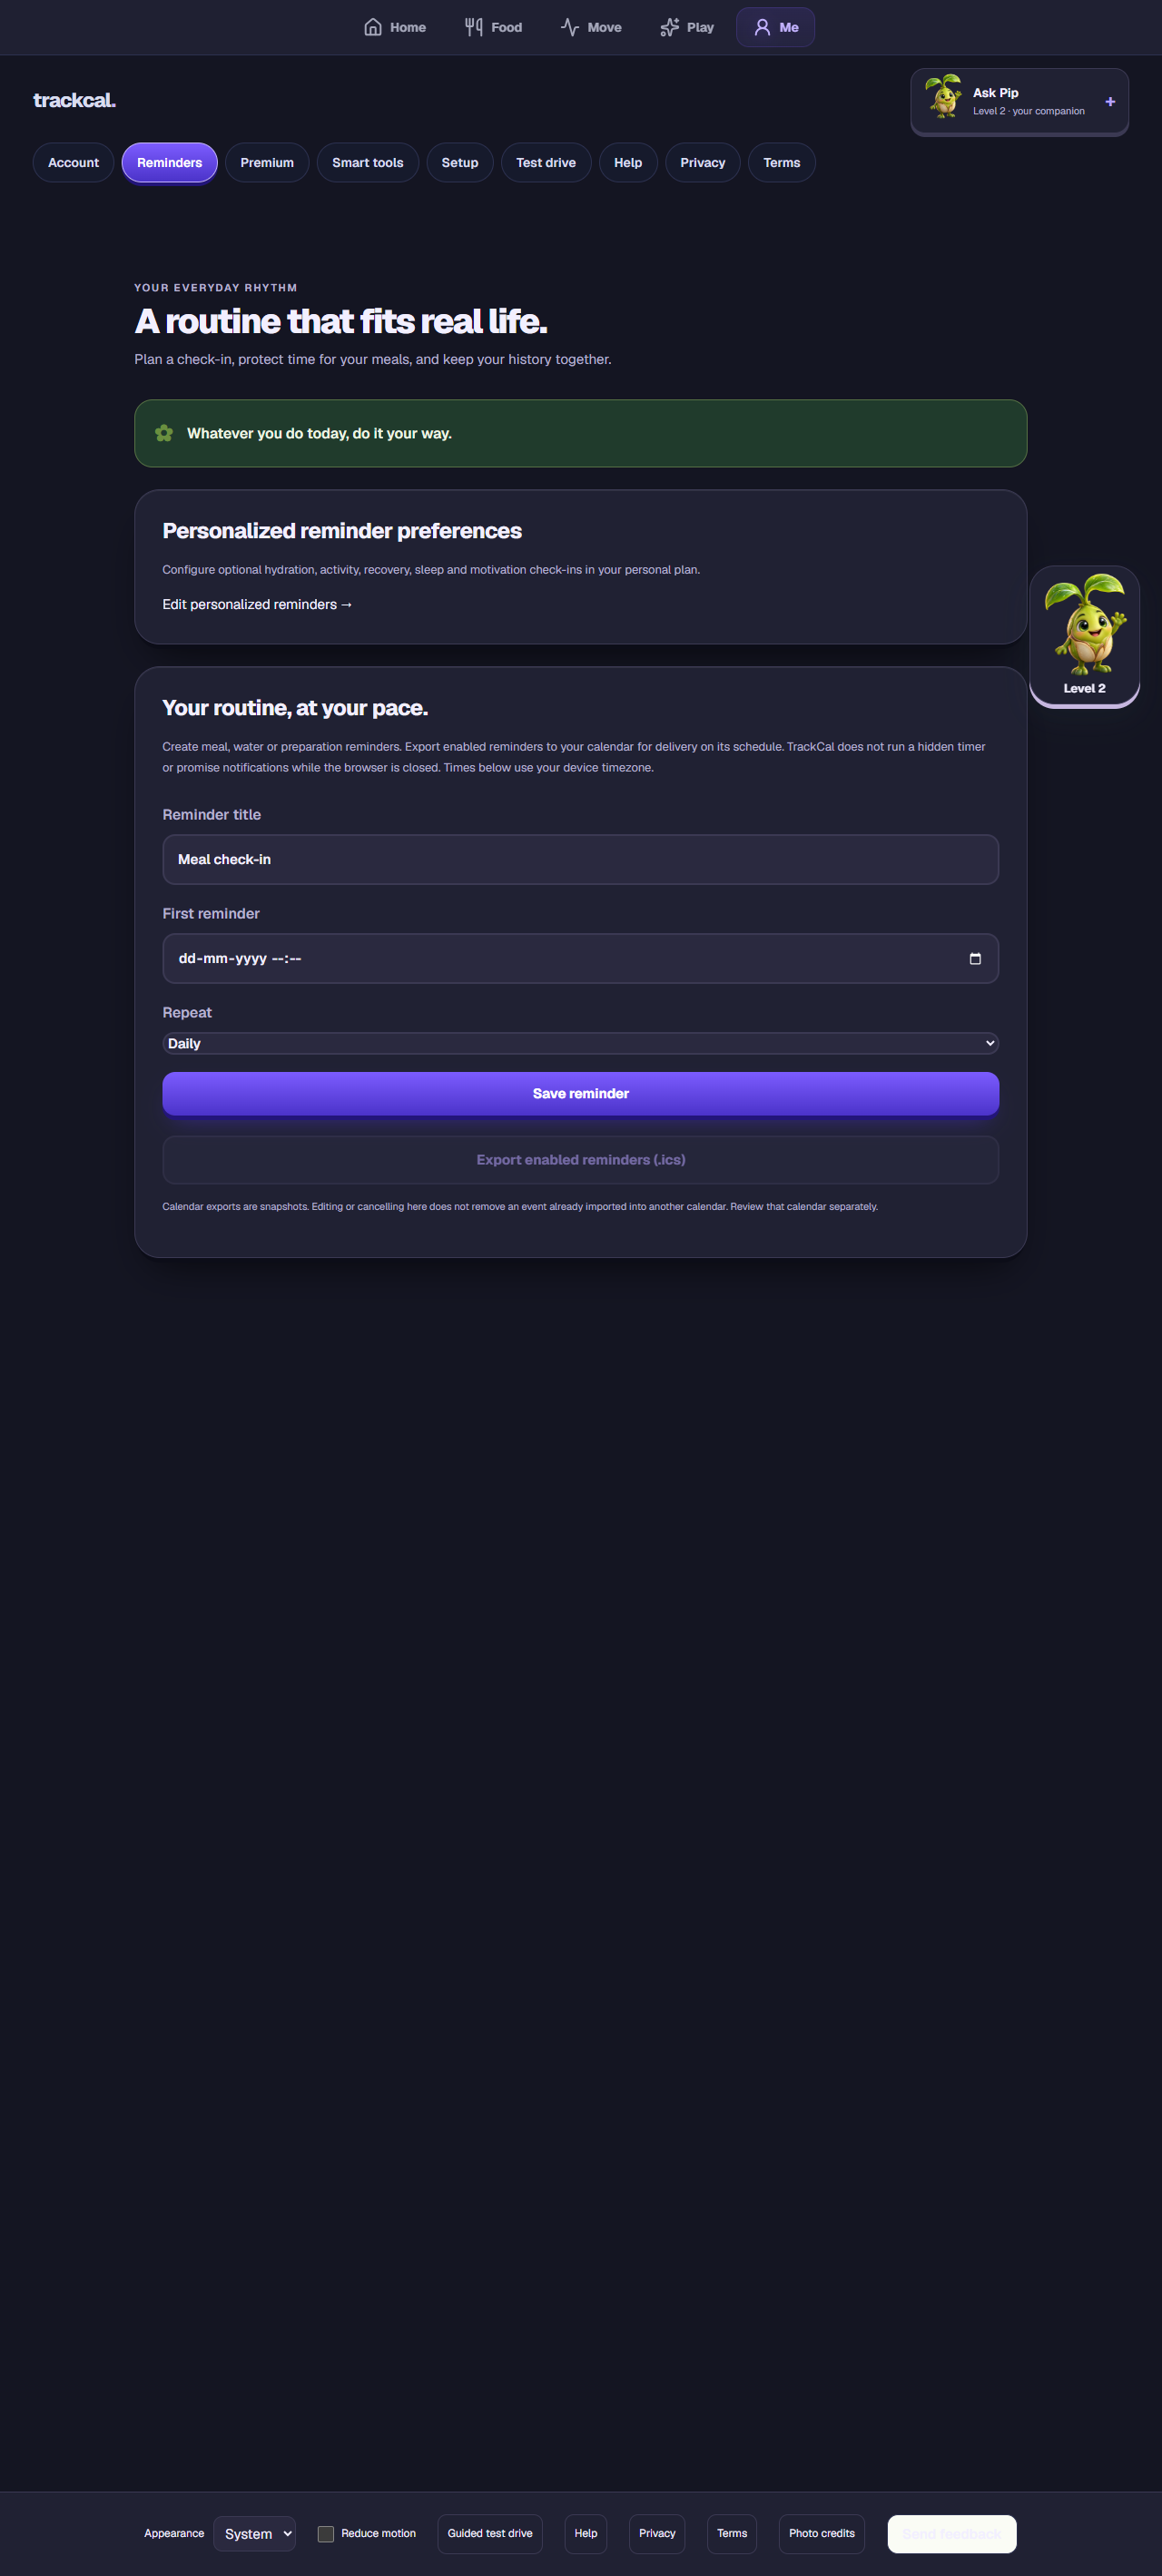 Home
Food
Move
Play
Me
trackcal.
Ask Pip
Level 2 · your companion
+
Account
Reminders
Premium
Smart tools
Setup
Test drive
Help
Privacy
Terms
YOUR EVERYDAY RHYTHM
A routine that fits real life.
Plan a check-in, protect time for your meals, and keep your history together.
Whatever you do today, do it your way.
Personalized reminder preferences
Configure optional hydration, activity, recovery, sleep and motivation check-ins in your personal plan.
Edit personalized reminders →
Level 2
Your routine, at your pace.
Create meal, water or preparation reminders. Export enabled reminders to your calendar for delivery on its schedule. TrackCal does not run a hidden timer
or promise notifications while the browser is closed. Times below use your device timezone.
Reminder title
Meal check-in
First reminder
dd-mm-yyyy --:--
Repeat
Daily
Save reminder
Export enabled reminders (.ics)
Calendar exports are snapshots. Editing or cancelling here does not remove an event already imported into another calendar. Review that calendar separately.
Appearance
System
Reduce motion
Guided test drive
Help
Privacy
Terms
Photo credits
Send feedback